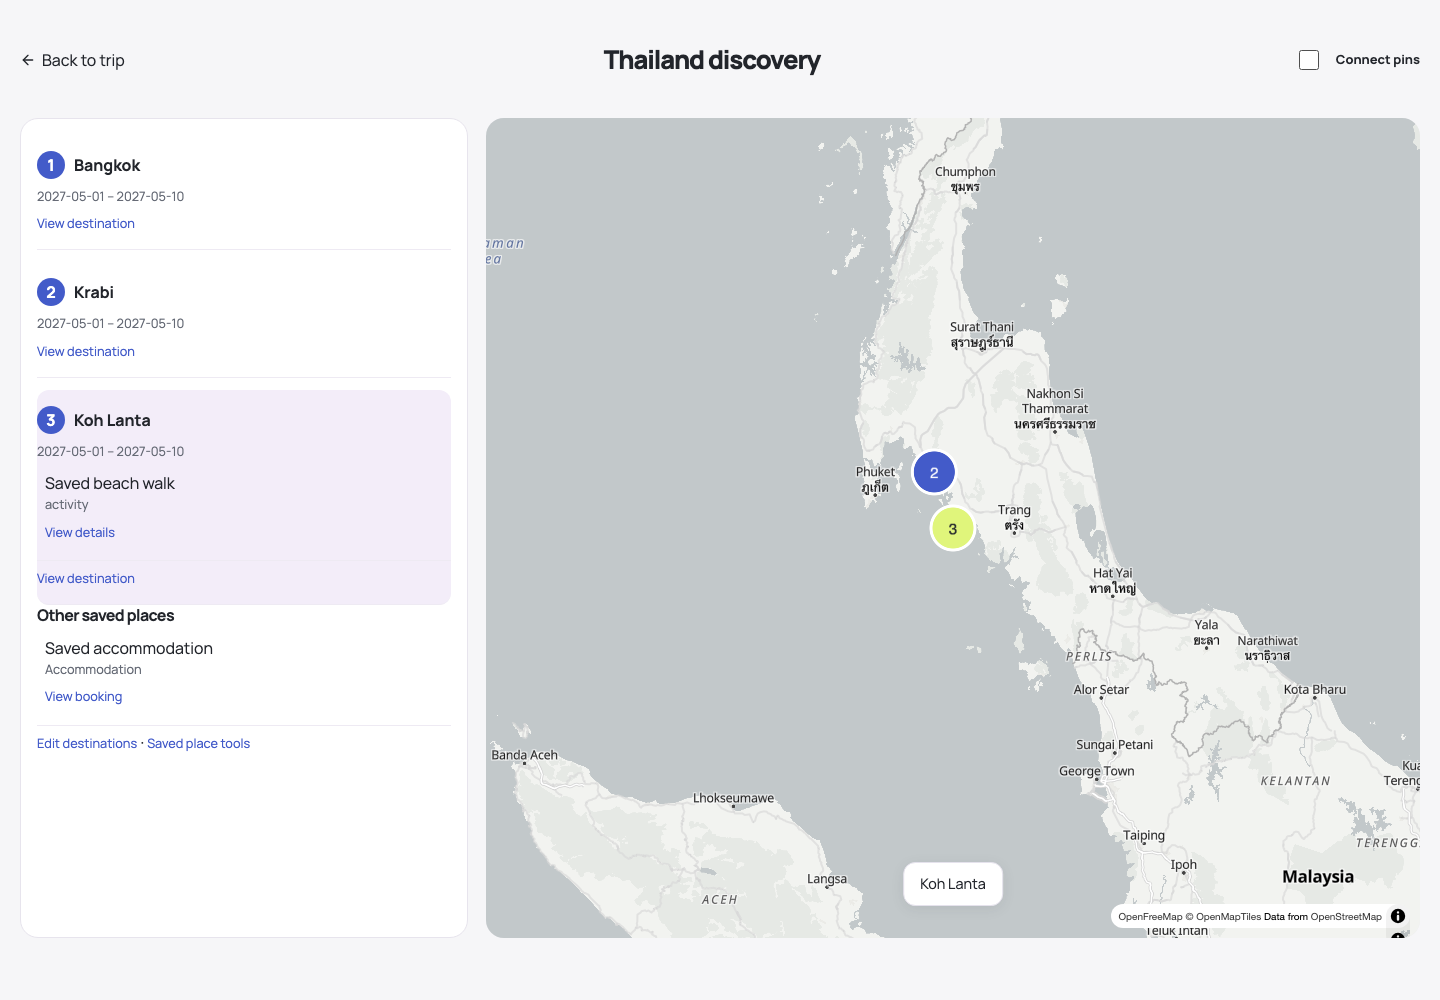 Back to trip
Thailand discovery
Connect pins
1 Bangkok
2027-05-01 – 2027-05-10
View destination
2 Krabi
2027-05-01 – 2027-05-10
View destination
3 Koh Lanta
2027-05-01 – 2027-05-10
Saved beach walk
activity
View details
View destination
Other saved places
Saved accommodation
Accommodation
View booking
Edit destinations · Saved place tools
Chumphon
ชุมพร
aman
ea
Surat Thani
สุราษฎร์ธานี
Nakhon Si
Thammarat
นครศรีธรรมราช
Phuket
ภูเก็ต
2
3
Trang
ตรัง
Hat Yai
หาดใหญ่
Yala
ยะลา
Narathiwat
นราธิวาส
PERLIS
Alor Setar
Kota Bharu
Sungai Petani
George Town
Banda Aceh
Kua
Tereng
KELANTAN
Lhokseumawe
Taiping
TERENGG
Ipoh
Malaysia
Langsa
Koh Lanta
ACEH
OpenFreeMap © OpenMapTiles Data from OpenStreetMap
Teluk Intan